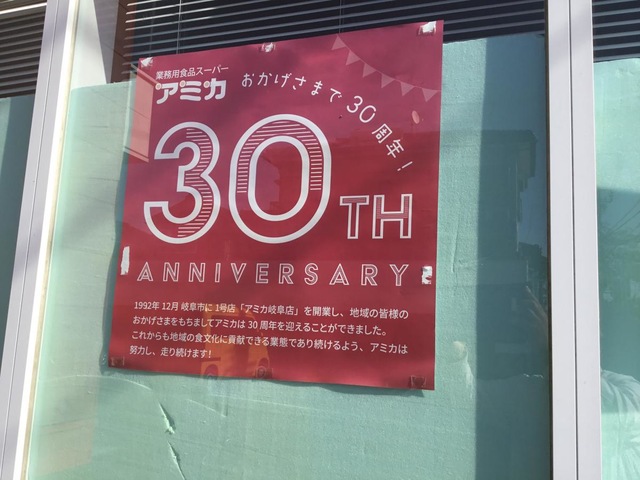 業務用食品スーパー
アミカ
おかげさまで30周年!
30TH
ANNIVERSARY
1992年12月 岐阜市に1号店「アミカ岐阜店」を開業し、地域の皆様の
おかげさまをもちましてアミカは30周年を迎えることができました。
これからも地域の食文化に貢献できる業態であり続けるよう、アミカは
努力し、走り続けます!